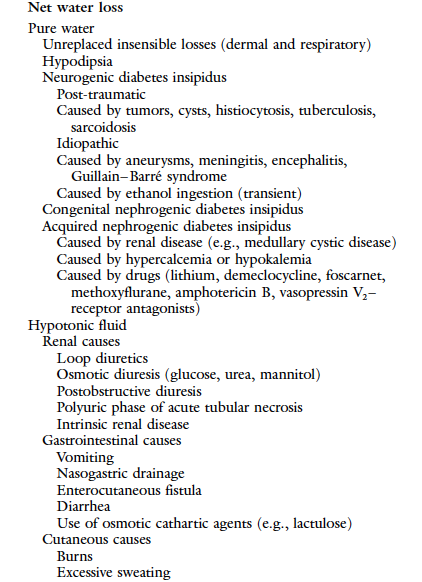 Net water loss
Pure water
Unreplaced insensible losses (dermal and respiratory)
Hypodipsia
Neurogenic diabetes insipidus
Post-traumatic
Caused by tumors, cysts, histiocytosis, tuberculosis,
sarcoidosis
Idiopathic
Caused by aneurysms, meningitis, encephalitis,
Guillain–Barré syndrome
Caused by ethanol ingestion (transient)
Congenital nephrogenic diabetes insipidus
Acquired nephrogenic diabetes insipidus
Caused by renal disease (e.g., medullary cystic disease)
Caused by hypercalcemia or hypokalemia
Caused by drugs (lithium, demeclocycline, foscarnet,
methoxyflurane, amphotericin B, vasopressin V₂–
receptor antagonists)
Hypotonic fluid
Renal causes
Loop diuretics
Osmotic diuresis (glucose, urea, mannitol)
Postobstructive diuresis
Polyuric phase of acute tubular necrosis
Intrinsic renal disease
Gastrointestinal causes
Vomiting
Nasogastric drainage
Enterocutaneous fistula
Diarrhea
Use of osmotic cathartic agents (e.g., lactulose)
Cutaneous causes
Burns
Excessive sweating